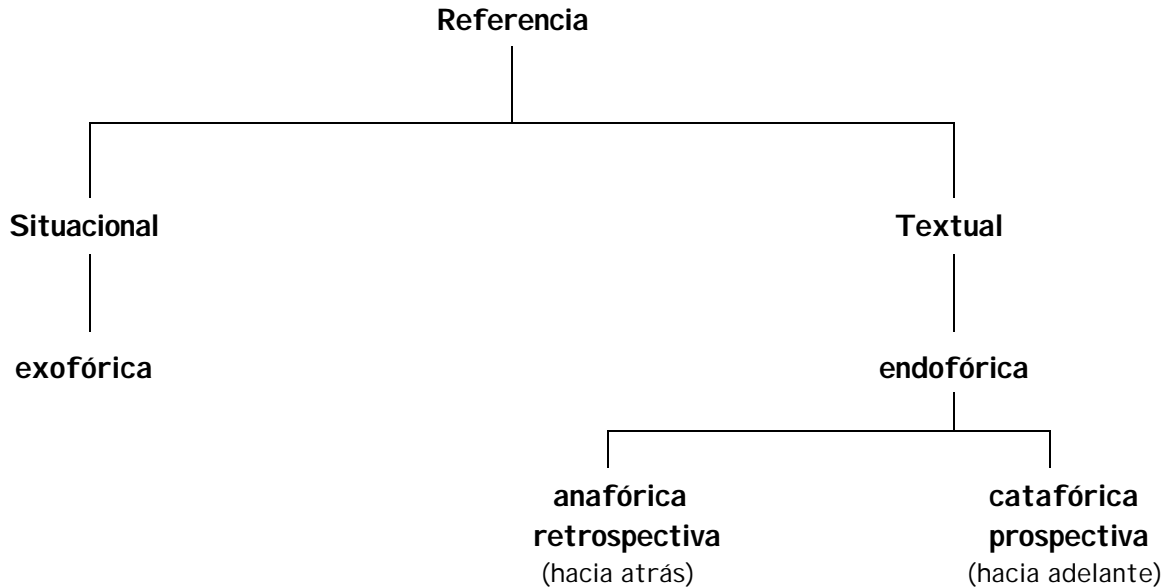 Referencia
Situacional
Textual
exofórica
endofórica
anafórica
retrospectiva
(hacia atrás)
catafórica
prospectiva
(hacia adelante)